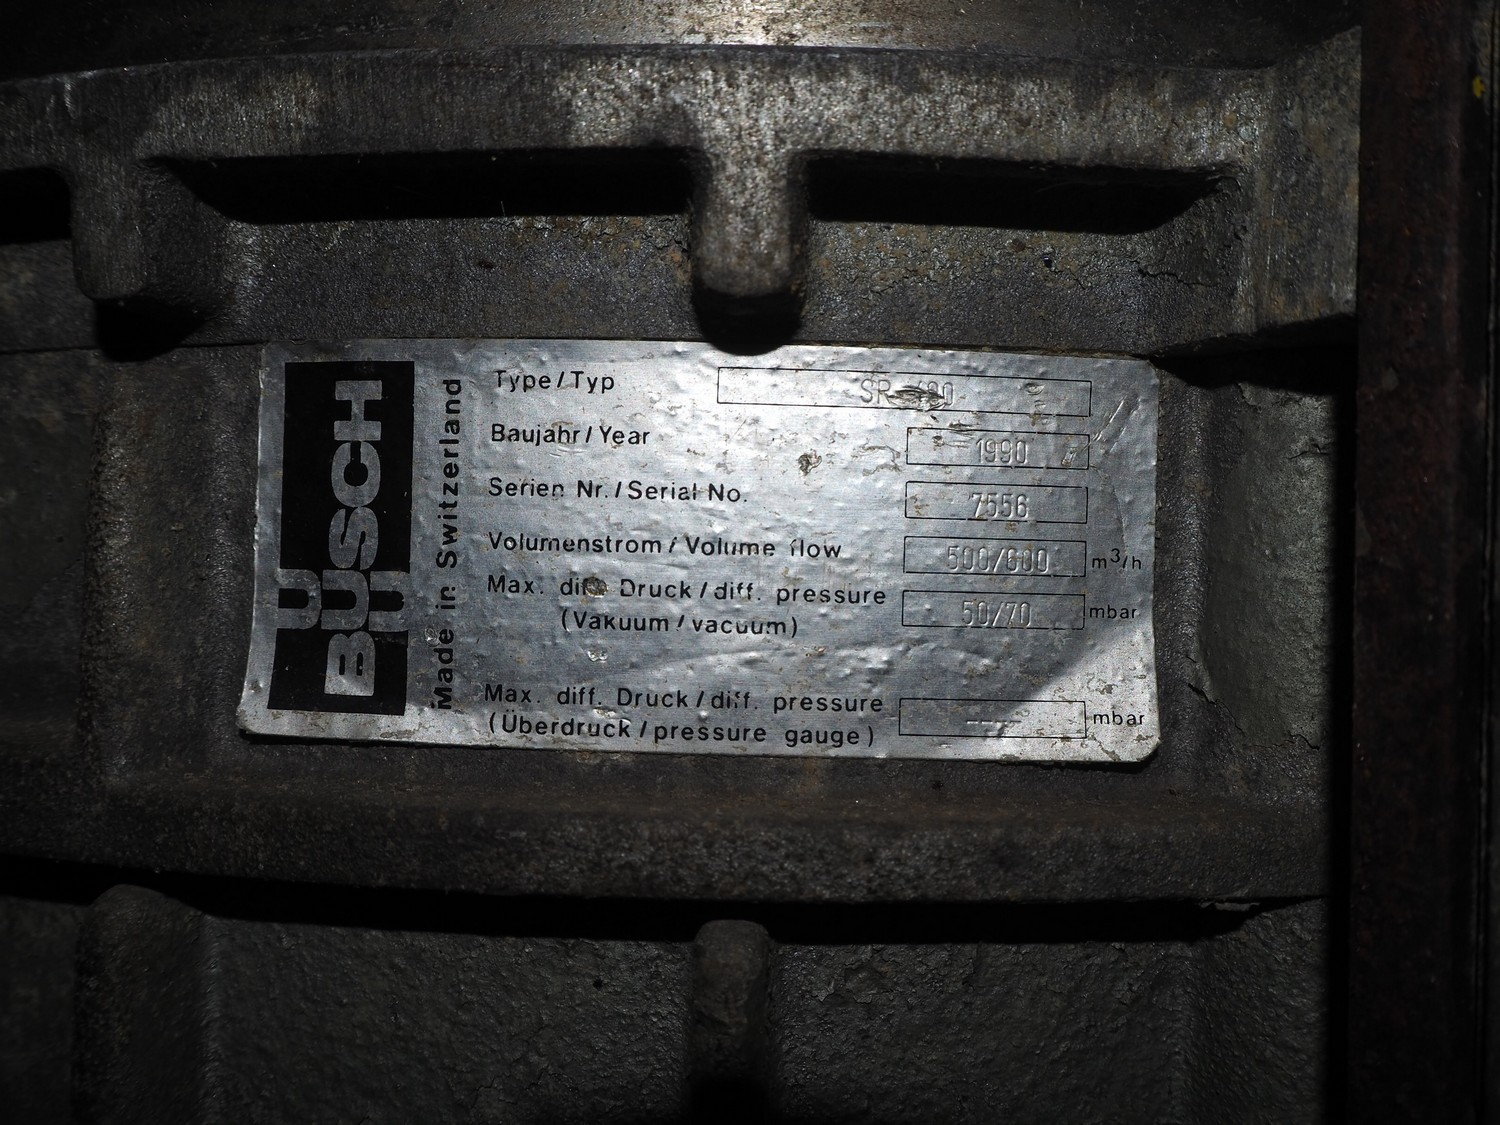 BUSCH
Made in Switzerland
Type / Typ SR
Baujahr / Year 1990
Serien Nr. / Serial No. 7556
Volumenstrom / Volume flow 500/600 m³/h
Max. diff. Druck / diff. pressure 50/70 mbar
(Vakuum / vacuum)
Max. diff. Druck / diff. pressure ---- mbar
(Überdruck / pressure gauge)